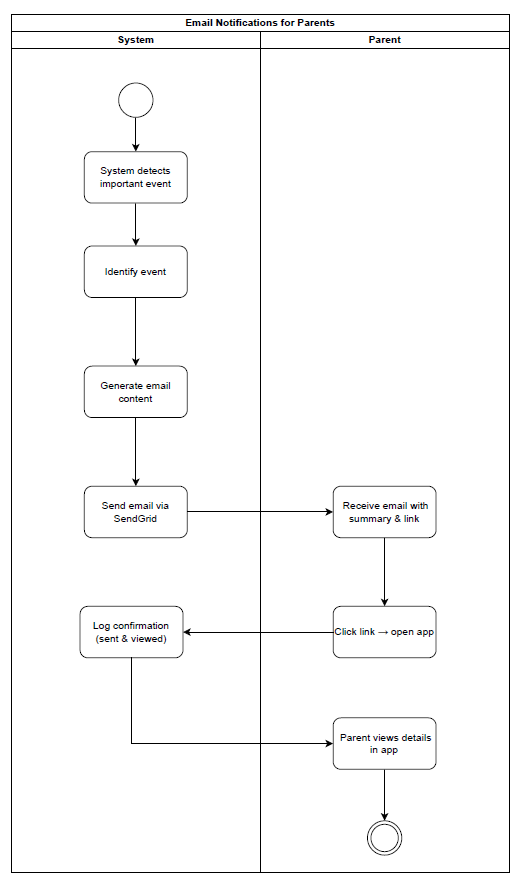 Email Notifications for Parents
System
Parent
System detects
important event
Identify event
Generate email
content
Send email via
SendGrid
Receive email with
summary & link
Log confirmation
(sent & viewed)
Click link → open app
Parent views details
in app